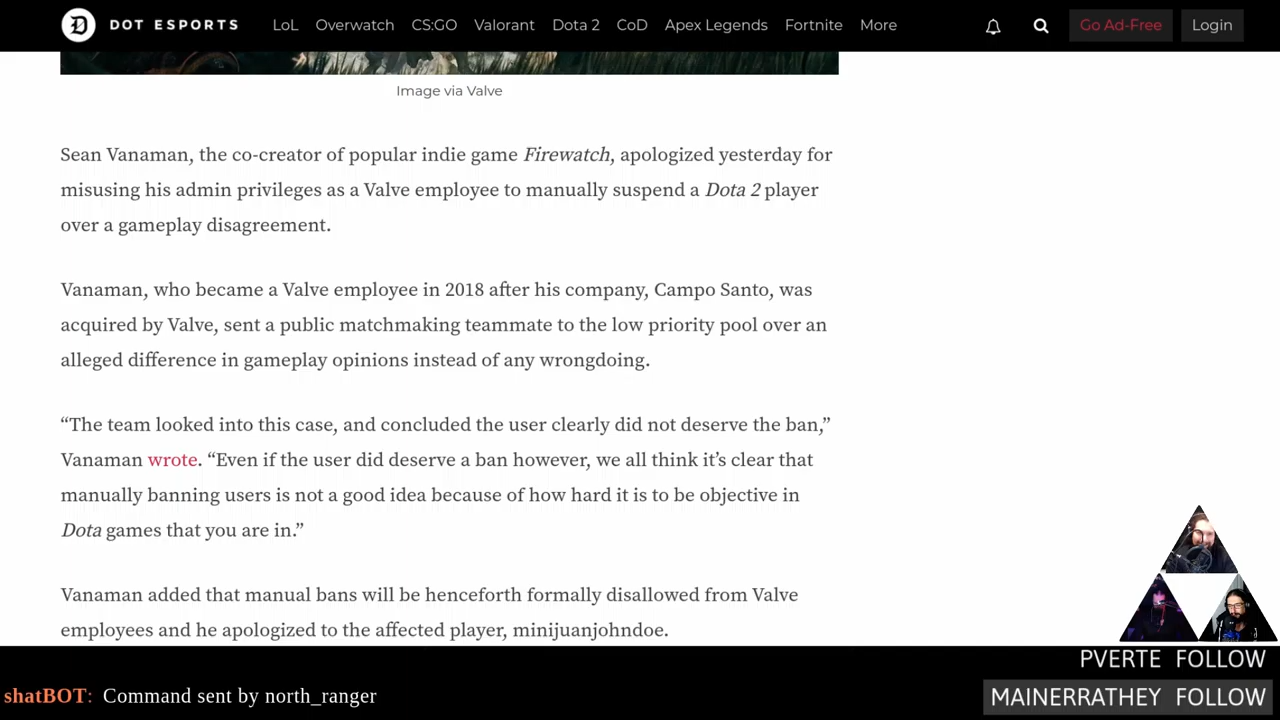 DOT ESPORTS LoL Overwatch CS:GO Valorant Dota 2 CoD Apex Legends Fortnite More Go Ad-Free Login
Image via Valve
Sean Vanaman, the co-creator of popular indie game Firewatch, apologized yesterday for
misusing his admin privileges as a Valve employee to manually suspend a Dota 2 player
over a gameplay disagreement.
Vanaman, who became a Valve employee in 2018 after his company, Campo Santo, was
acquired by Valve, sent a public matchmaking teammate to the low priority pool over an
alleged difference in gameplay opinions instead of any wrongdoing.
“The team looked into this case, and concluded the user clearly did not deserve the ban,”
Vanaman wrote. “Even if the user did deserve a ban however, we all think it’s clear that
manually banning users is not a good idea because of how hard it is to be objective in
Dota games that you are in.”
Vanaman added that manual bans will be henceforth formally disallowed from Valve
employees and he apologized to the affected player, minijuanjohndoe.
PVERTE FOLLOW
shatBOT: Command sent by north_ranger
MAINERRATHEY FOLLOW